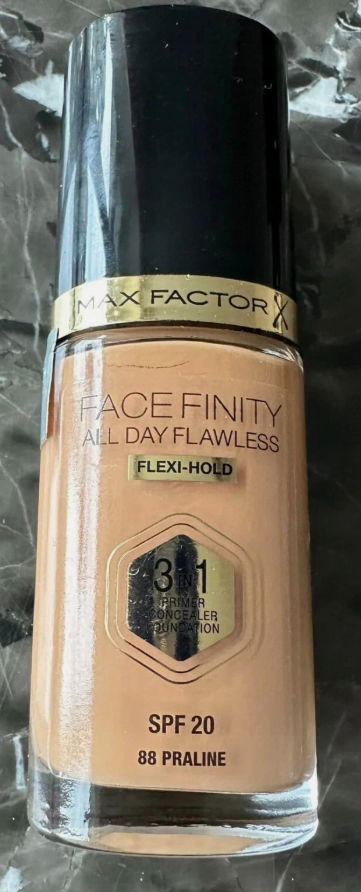 MAX FACTOR X
FACEFINITY
ALL DAY FLAWLESS
FLEXI-HOLD
3 IN 1
PRIMER
CONCEALER
FOUNDATION
SPF 20
88 PRALINE